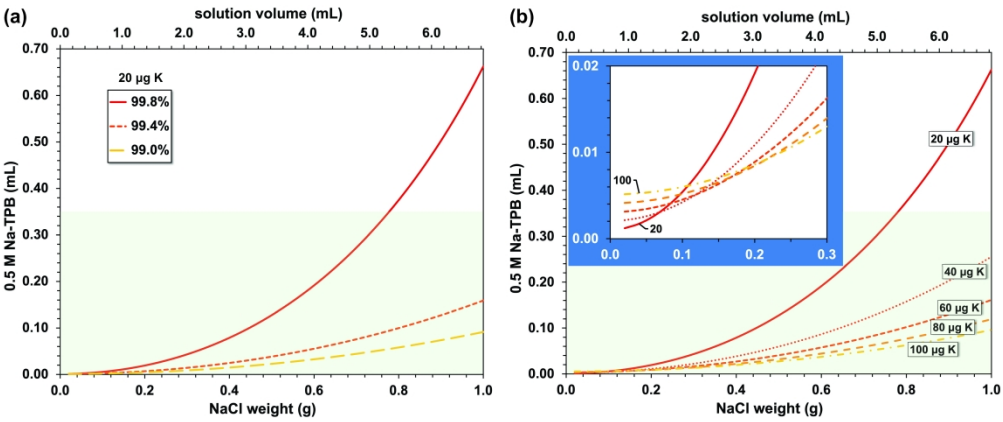 (a)
solution volume (mL)
0.0 1.0 2.0 3.0 4.0 5.0 6.0
0.70
0.60
0.50
0.40
0.30
0.20
0.10
0.00
0.5 M Na-TPB (mL)
20 µg K
99.8%
99.4%
99.0%
0.0 0.2 0.4 0.6 0.8 1.0
NaCl weight (g)
(b)
solution volume (mL)
0.0 1.0 2.0 3.0 4.0 5.0 6.0
0.70
0.60
0.50
0.40
0.30
0.20
0.10
0.00
0.5 M Na-TPB (mL)
0.02
0.01
0.00
100
20
0.0 0.1 0.2 0.3
20 µg K
40 µg K
60 µg K
80 µg K
100 µg K
0.0 0.2 0.4 0.6 0.8 1.0
NaCl weight (g)